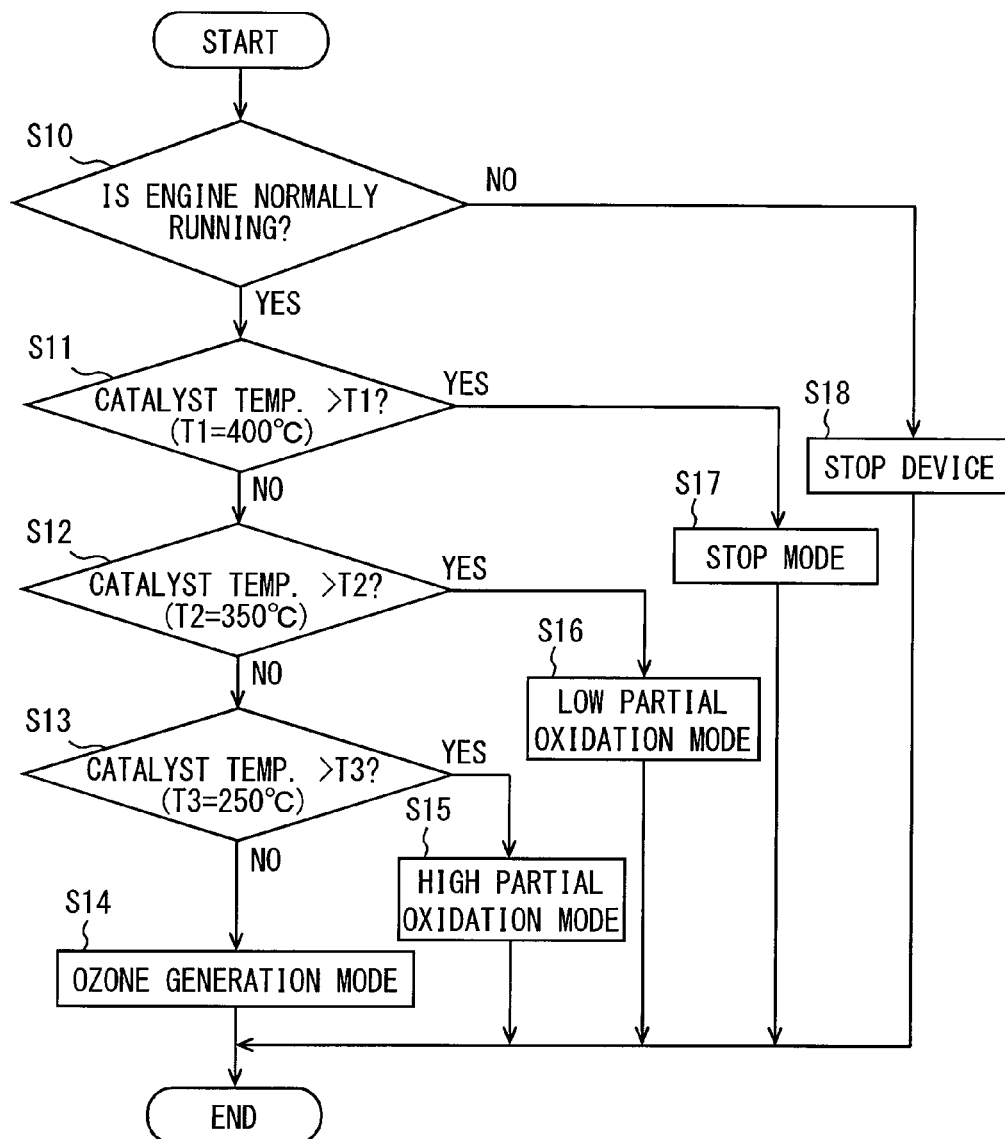 START
S10
IS ENGINE NORMALLY
RUNNING?
NO
YES
S11
CATALYST TEMP. >T1?
(T1=400℃)
YES
NO
S18
STOP DEVICE
S17
STOP MODE
S12
CATALYST TEMP. >T2?
(T2=350℃)
YES
NO
S16
LOW PARTIAL
OXIDATION MODE
S13
CATALYST TEMP. >T3?
(T3=250℃)
YES
NO
S15
HIGH PARTIAL
OXIDATION MODE
S14
OZONE GENERATION MODE
END